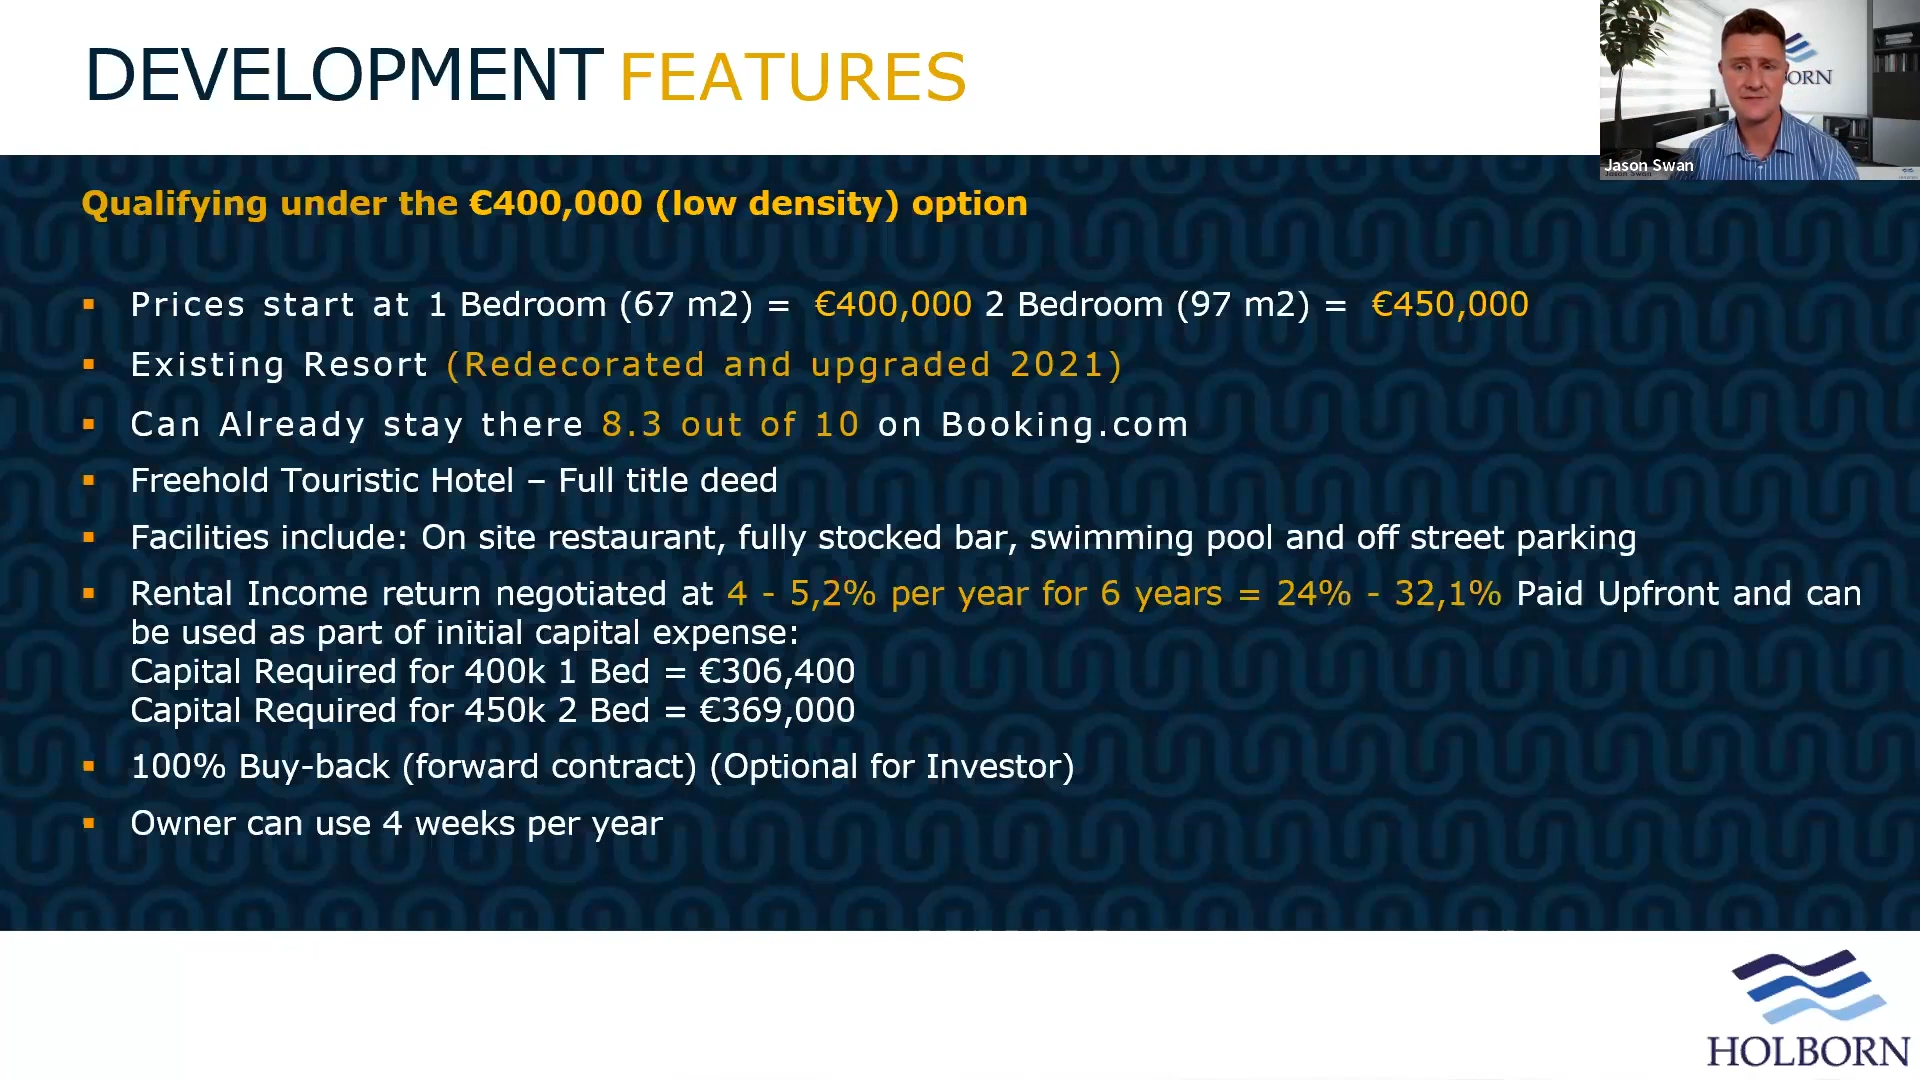 DEVELOPMENT FEATURES
ORN
Jason Swan
Qualifying under the €400,000 (low density) option
▪ Prices start at 1 Bedroom (67 m2) = €400,000 2 Bedroom (97 m2) = €450,000
▪ Existing Resort (Redecorated and upgraded 2021)
▪ Can Already stay there 8.3 out of 10 on Booking.com
▪ Freehold Touristic Hotel – Full title deed
▪ Facilities include: On site restaurant, fully stocked bar, swimming pool and off street parking
▪ Rental Income return negotiated at 4 - 5,2% per year for 6 years = 24% - 32,1% Paid Upfront and can
be used as part of initial capital expense:
Capital Required for 400k 1 Bed = €306,400
Capital Required for 450k 2 Bed = €369,000
▪ 100% Buy-back (forward contract) (Optional for Investor)
▪ Owner can use 4 weeks per year
HOLBORN